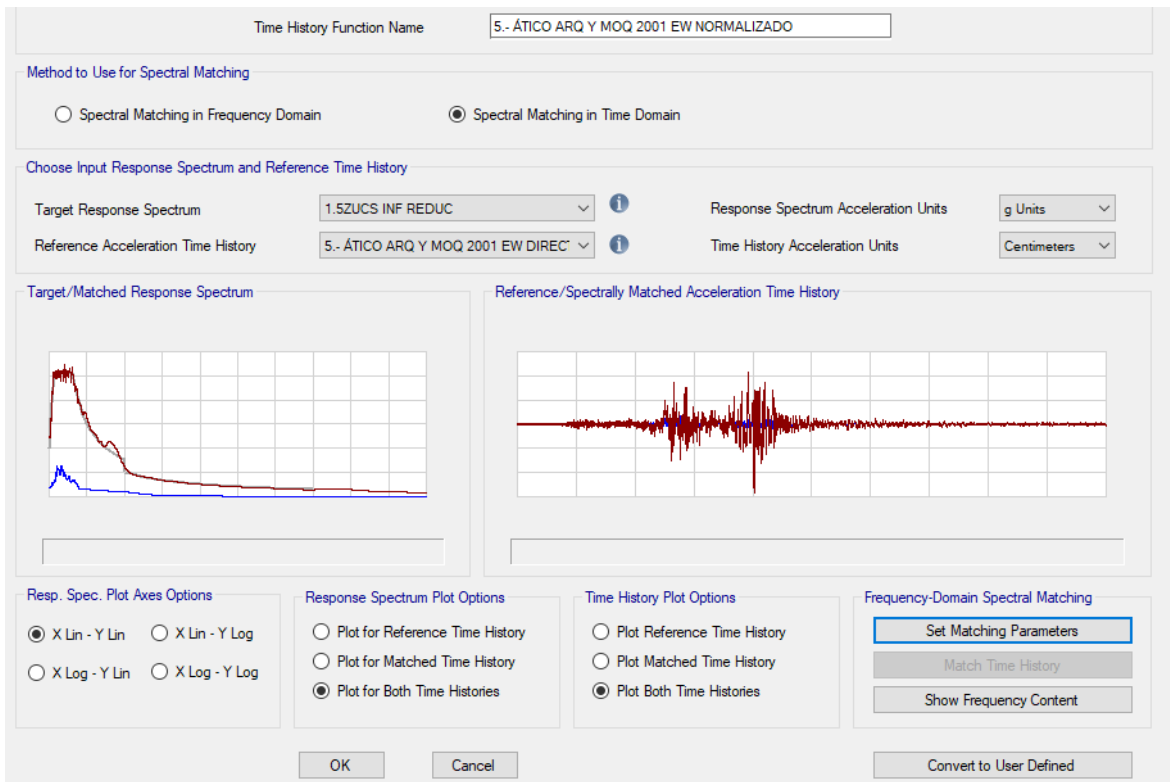 Time History Function Name 5.- ÁTICO ARQ Y MOQ 2001 EW NORMALIZADO
Method to Use for Spectral Matching
Spectral Matching in Frequency Domain Spectral Matching in Time Domain
Choose Input Response Spectrum and Reference Time History
Target Response Spectrum 1.5ZUCS INF REDUC Response Spectrum Acceleration Units g Units
Reference Acceleration Time History 5.- ÁTICO ARQ Y MOQ 2001 EW DIRECT Time History Acceleration Units Centimeters
Target/Matched Response Spectrum Reference/Spectrally Matched Acceleration Time History
Resp. Spec. Plot Axes Options
X Lin - Y Lin X Lin - Y Log
X Log - Y Lin X Log - Y Log
Response Spectrum Plot Options
Plot for Reference Time History
Plot for Matched Time History
Plot for Both Time Histories
Time History Plot Options
Plot Reference Time History
Plot Matched Time History
Plot Both Time Histories
Frequency-Domain Spectral Matching
Set Matching Parameters
Match Time History
Show Frequency Content
OK Cancel Convert to User Defined